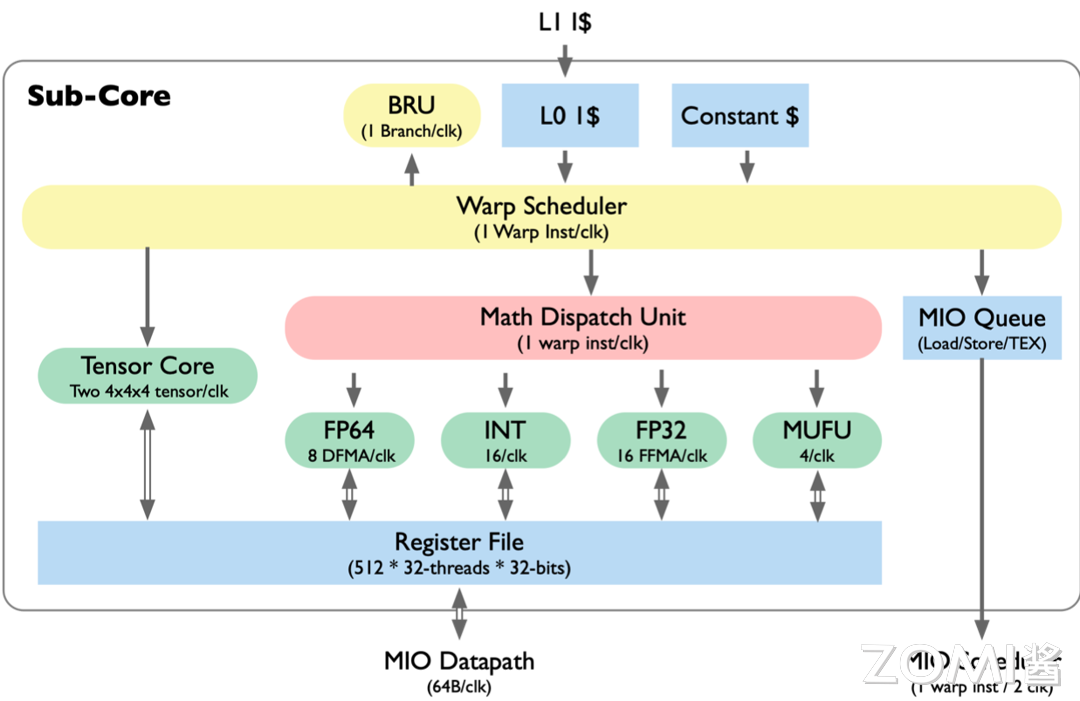 L1 I$
Sub-Core
BRU
(1 Branch/clk)
L0 1$
Constant $
Warp Scheduler
(1 Warp Inst/clk)
Math Dispatch Unit
(1 warp inst/clk)
MIO Queue
(Load/Store/TEX)
Tensor Core
Two 4x4x4 tensor/clk
FP64
8 DFMA/clk
INT
16/clk
FP32
16 FFMA/clk
MUFU
4/clk
Register File
(512 * 32-threads * 32-bits)
MIO Datapath
(64B/clk)
MIO Scheduler
(1 warp inst / 2 clk)
ZOMI酱